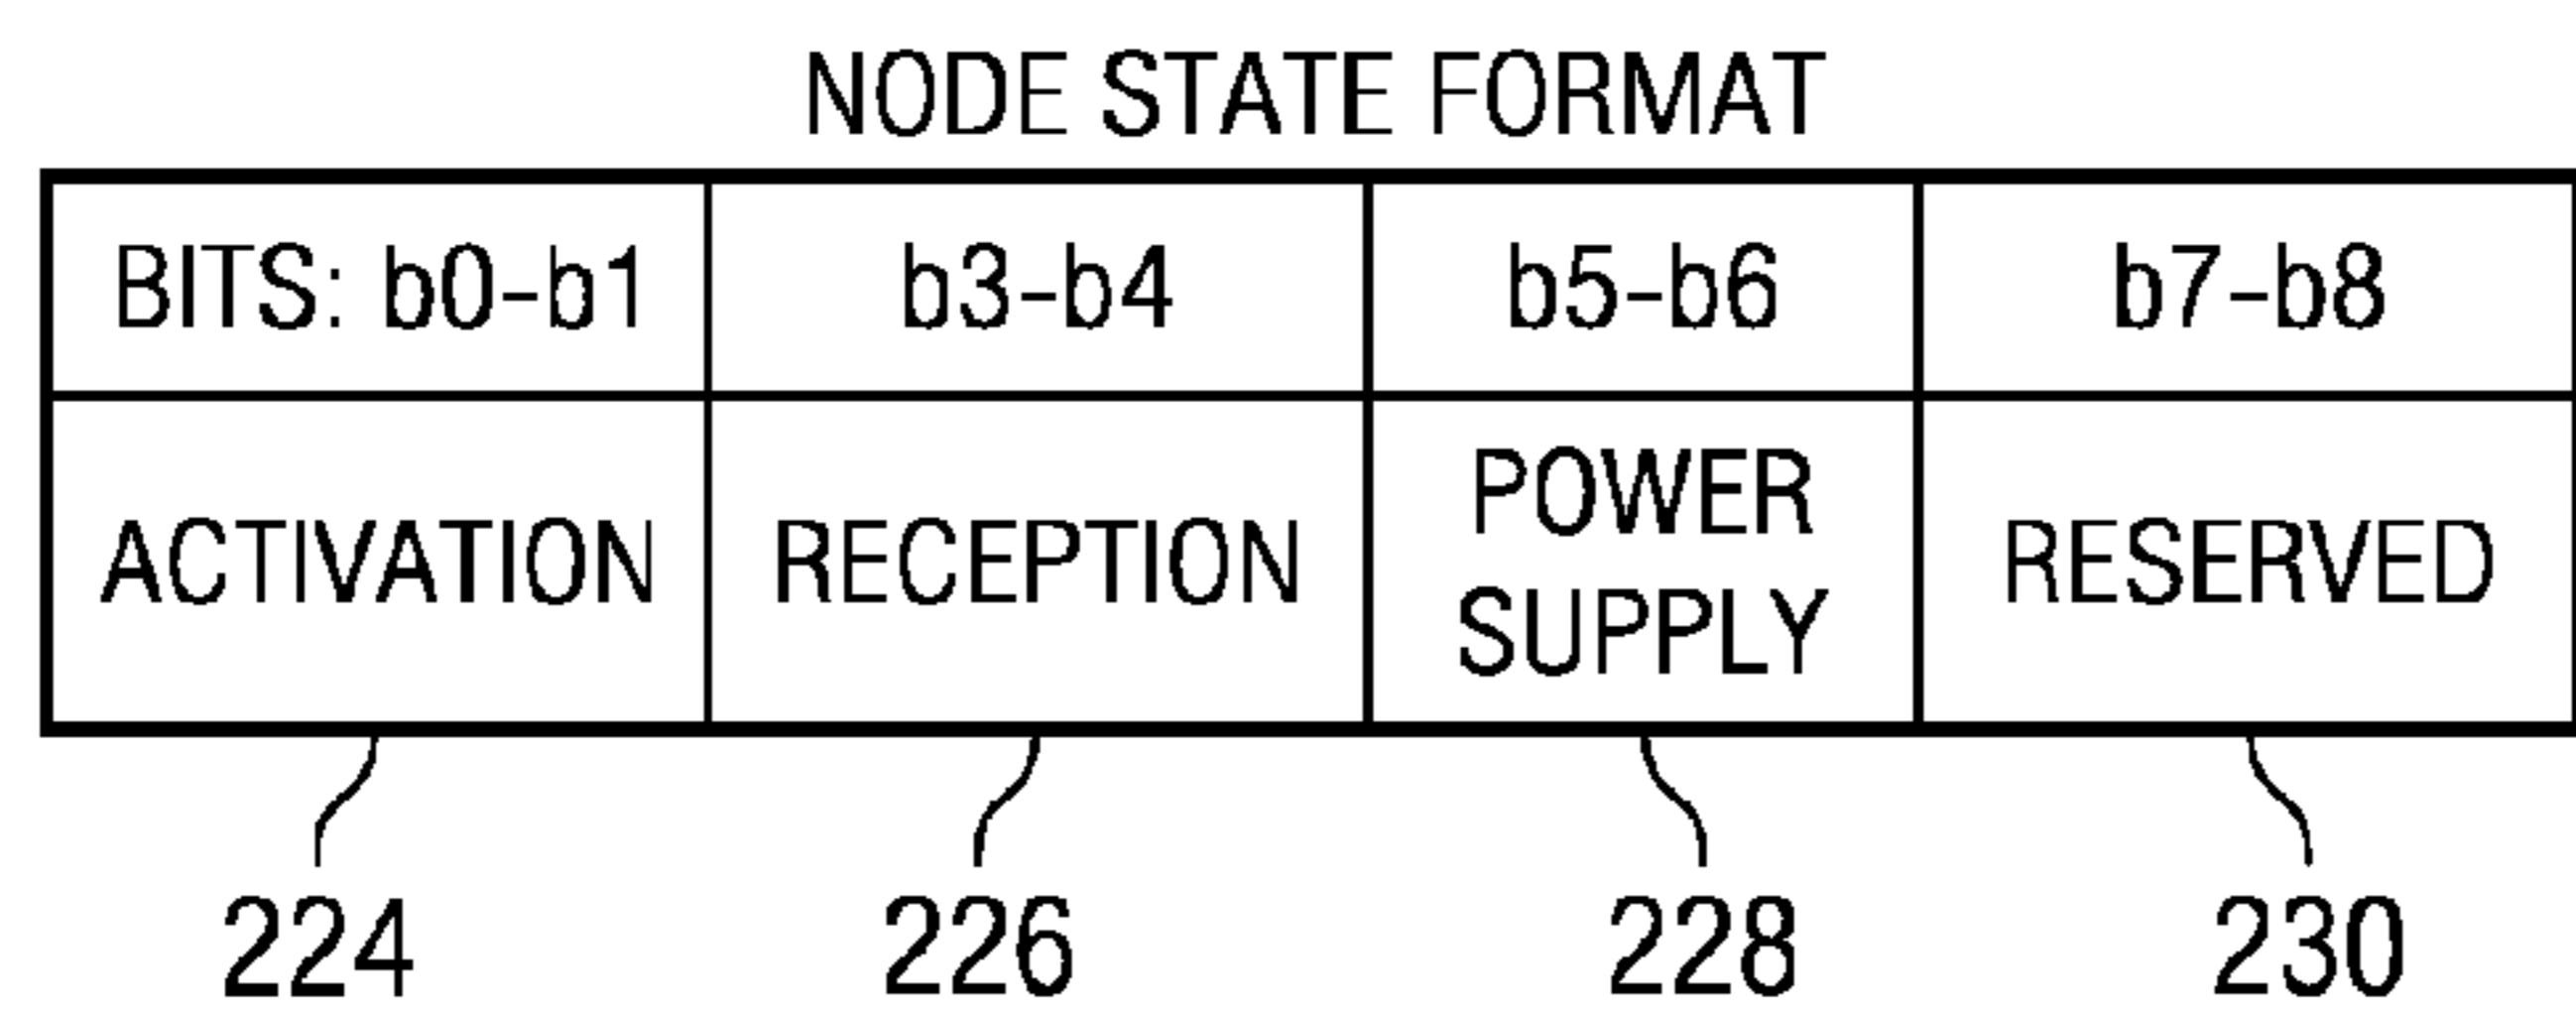 NODE STATE FORMAT
BITS: b0-b1 b3-b4 b5-b6 b7-b8
ACTIVATION RECEPTION POWER SUPPLY RESERVED
224 226 228 230